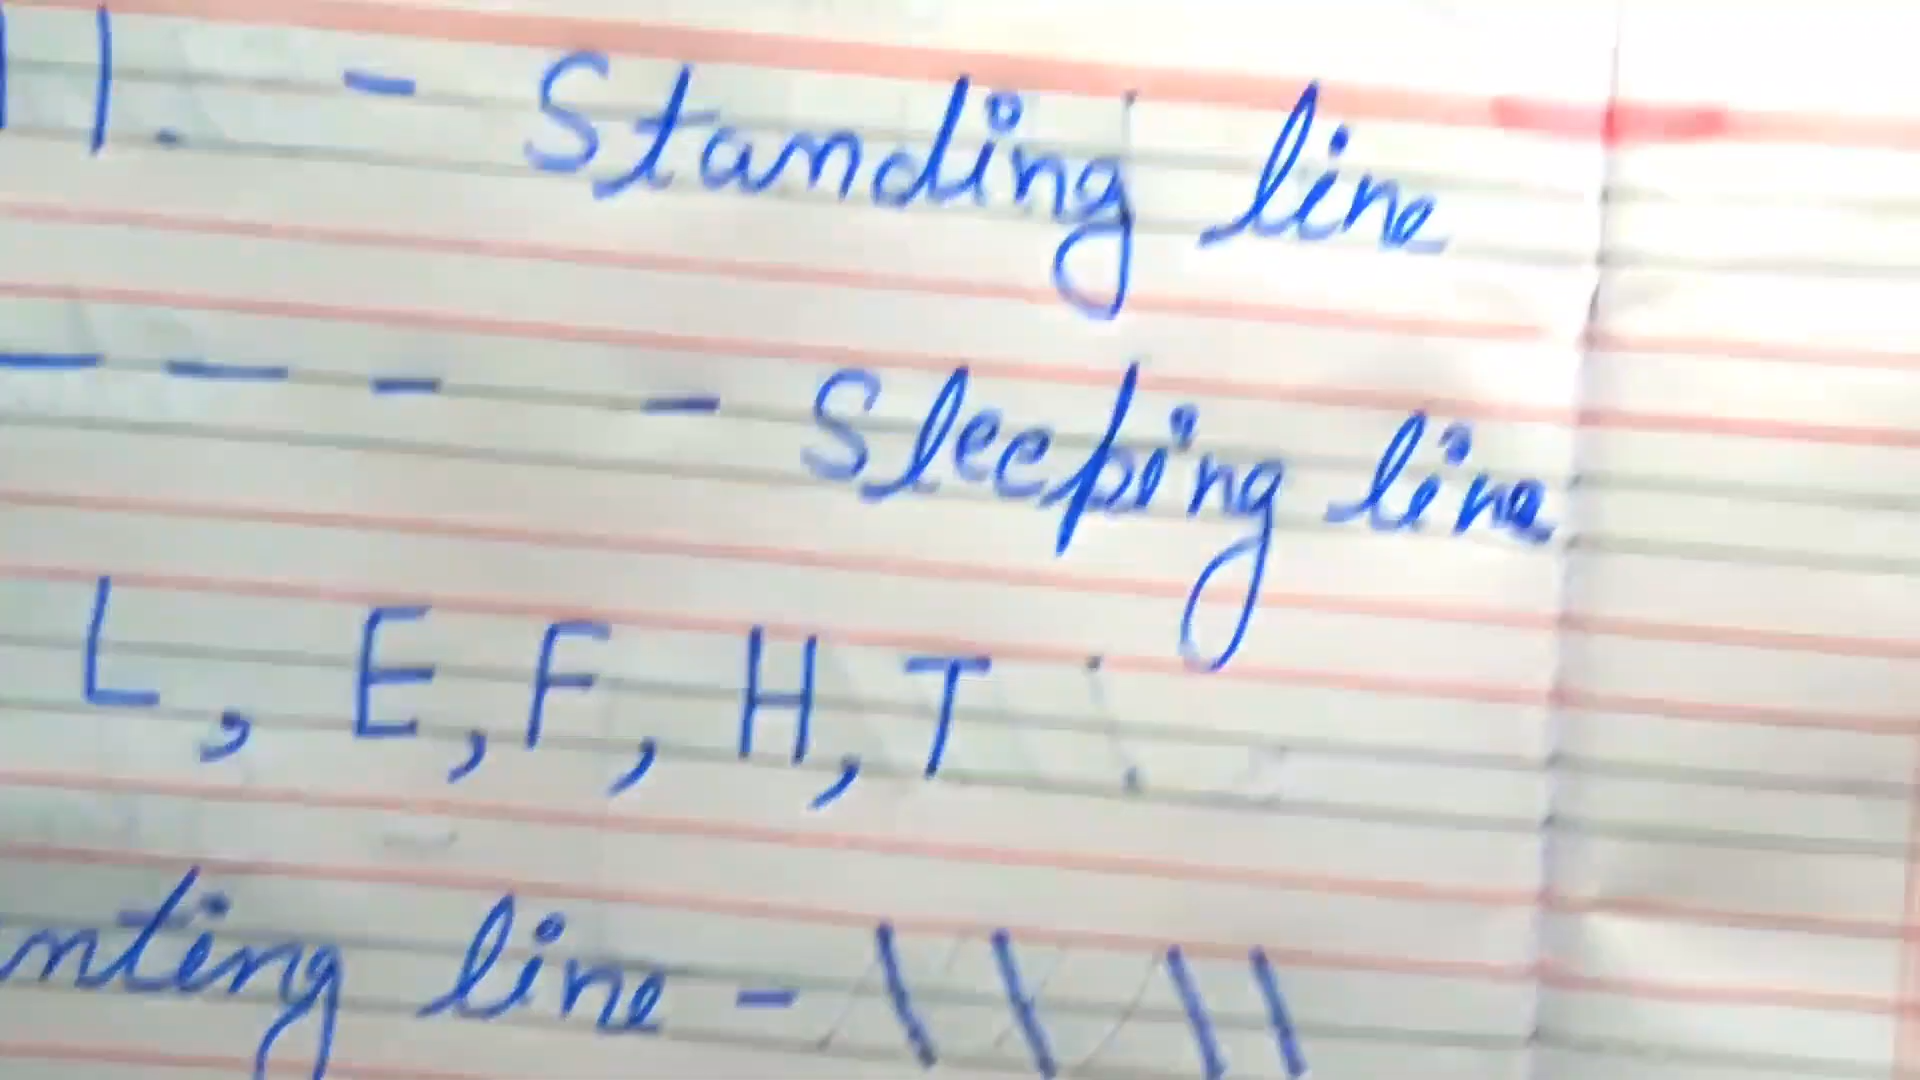 | |. - Standing line
— — - - Sleeping line
L, E, F, H, T
nting line - \ \ \ \